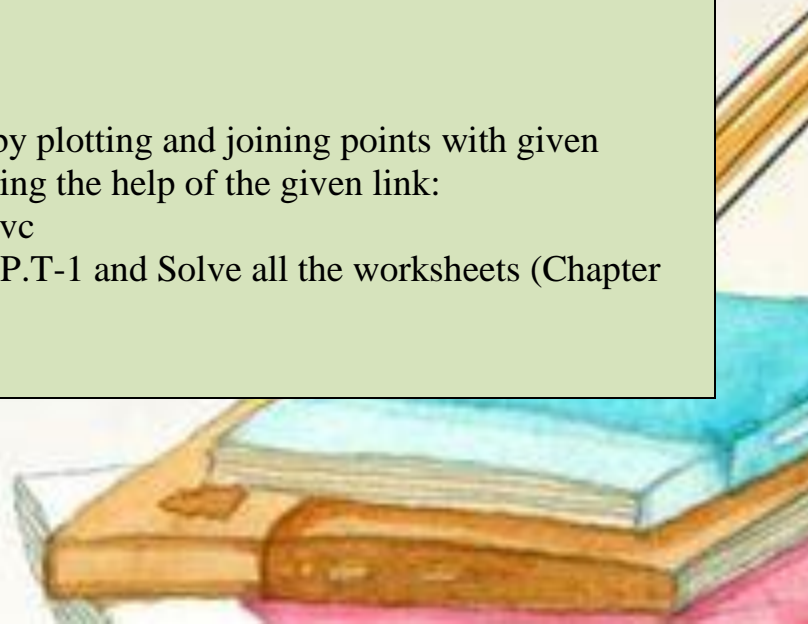 by plotting and joining points with given
ing the help of the given link:
vc
P.T-1 and Solve all the worksheets (Chapter